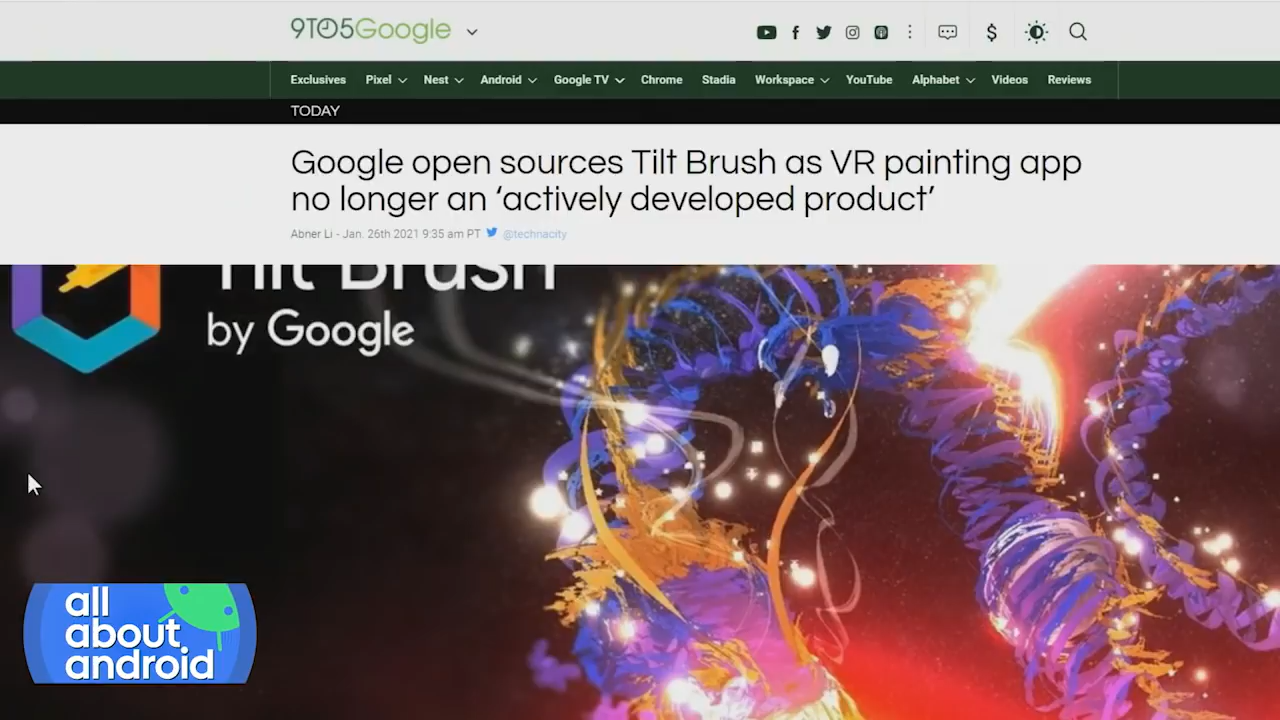 9TO5Google
Exclusives Pixel Nest Android Google TV Chrome Stadia Workspace YouTube Alphabet Videos Reviews
TODAY
Google open sources Tilt Brush as VR painting app
no longer an ‘actively developed product’
Abner Li - Jan. 26th 2021 9:35 am PT @technacity
Tilt Brush
by Google
all
about
android